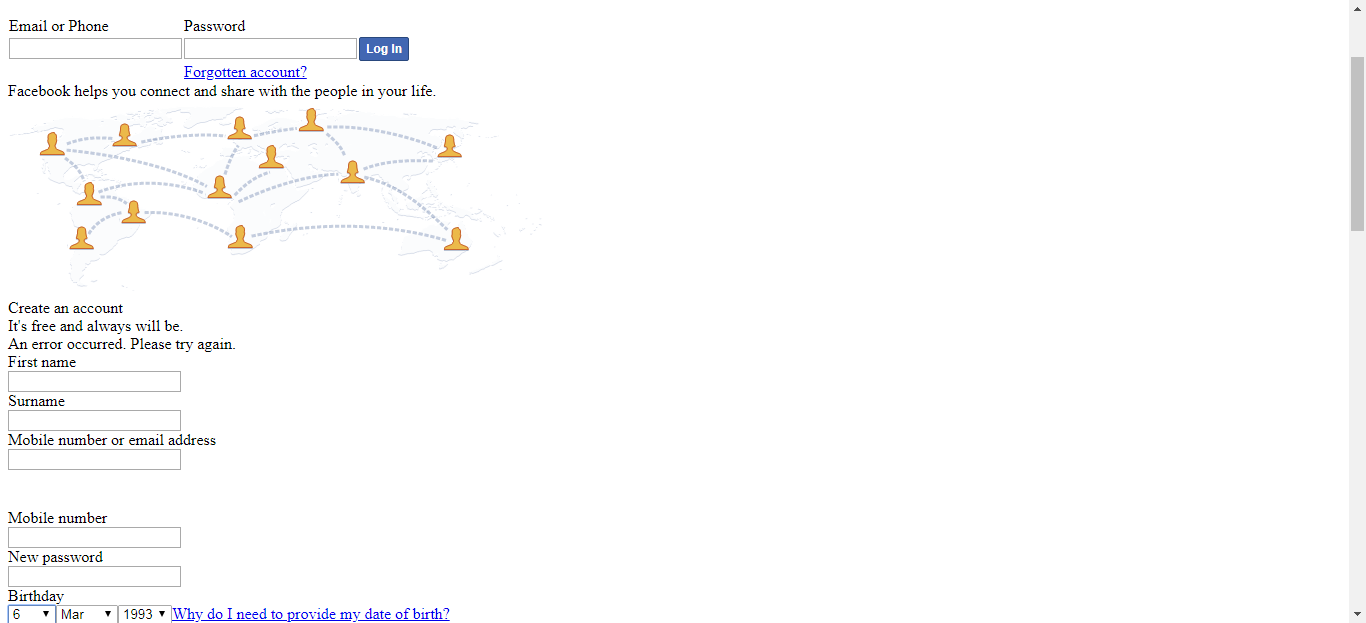 Email or Phone Password
Log In
Forgotten account?
Facebook helps you connect and share with the people in your life.
Create an account
It's free and always will be.
An error occurred. Please try again.
First name
Surname
Mobile number or email address
Mobile number
New password
Birthday
6 Mar 1993 Why do I need to provide my date of birth?